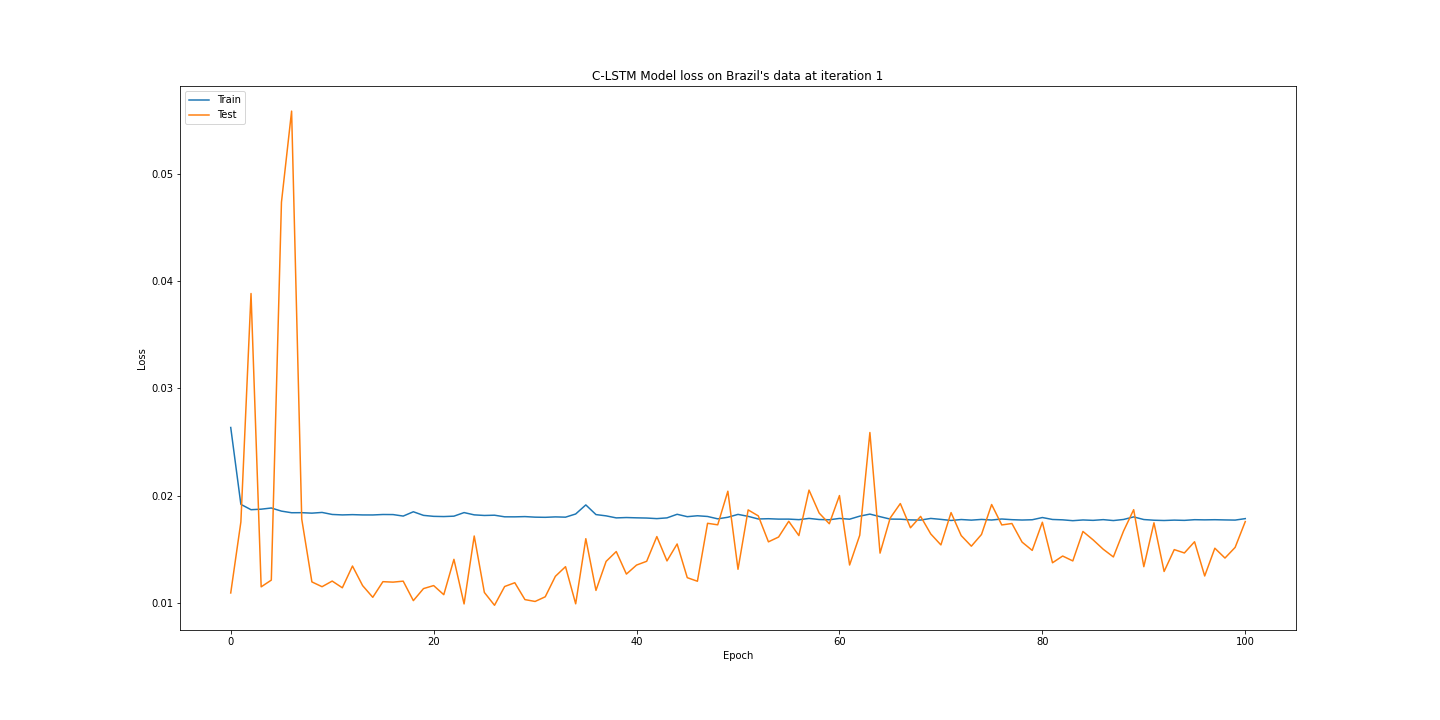 C-LSTM Model loss on Brazil's data at iteration 1
Train
Test
0.05
0.04
0.03
0.02
0.01
Loss
0 20 40 60 80 100
Epoch